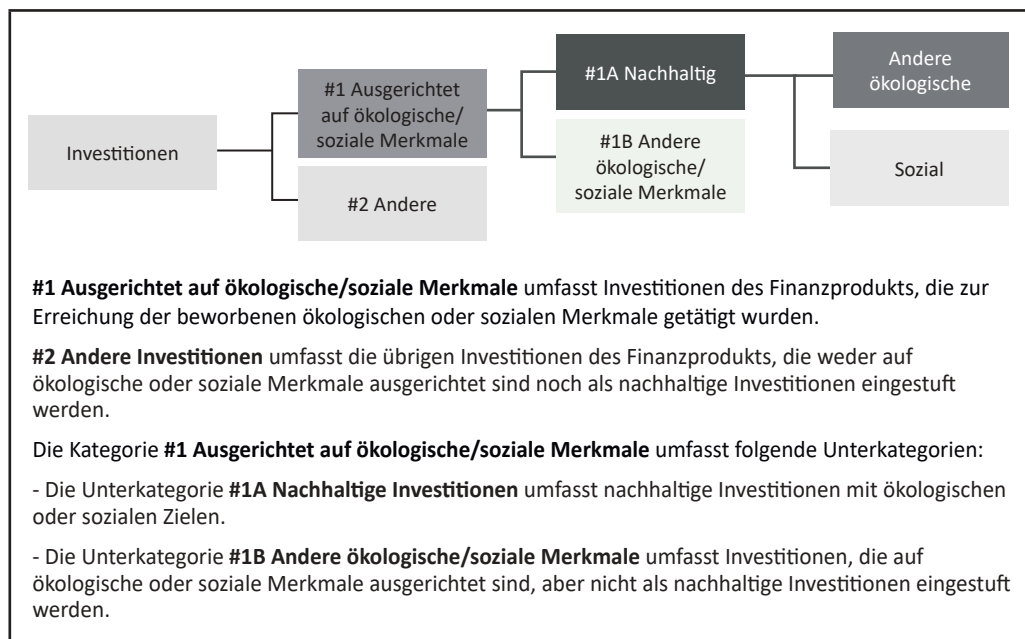 Investitionen
#1 Ausgerichtet
auf ökologische/
soziale Merkmale
#2 Andere
#1A Nachhaltig
#1B Andere
ökologische/
soziale Merkmale
Andere
ökologische
Sozial
#1 Ausgerichtet auf ökologische/soziale Merkmale umfasst Investitionen des Finanzprodukts, die zur
Erreichung der beworbenen ökologischen oder sozialen Merkmale getätigt wurden.
#2 Andere Investitionen umfasst die übrigen Investitionen des Finanzprodukts, die weder auf
ökologische oder soziale Merkmale ausgerichtet sind noch als nachhaltige Investitionen eingestuft
werden.
Die Kategorie #1 Ausgerichtet auf ökologische/soziale Merkmale umfasst folgende Unterkategorien:
- Die Unterkategorie #1A Nachhaltige Investitionen umfasst nachhaltige Investitionen mit ökologischen
oder sozialen Zielen.
- Die Unterkategorie #1B Andere ökologische/soziale Merkmale umfasst Investitionen, die auf
ökologische oder soziale Merkmale ausgerichtet sind, aber nicht als nachhaltige Investitionen eingestuft
werden.